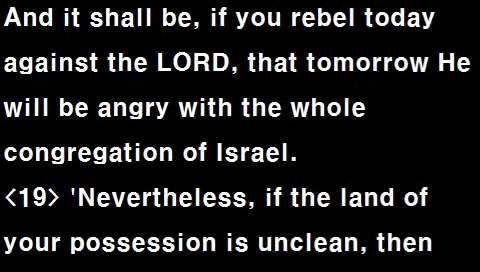 And it shall be, if you rebel today
against the LORD, that tomorrow He
will be angry with the whole
congregation of Israel.
<19> 'Nevertheless, if the land of
your possession is unclean, then